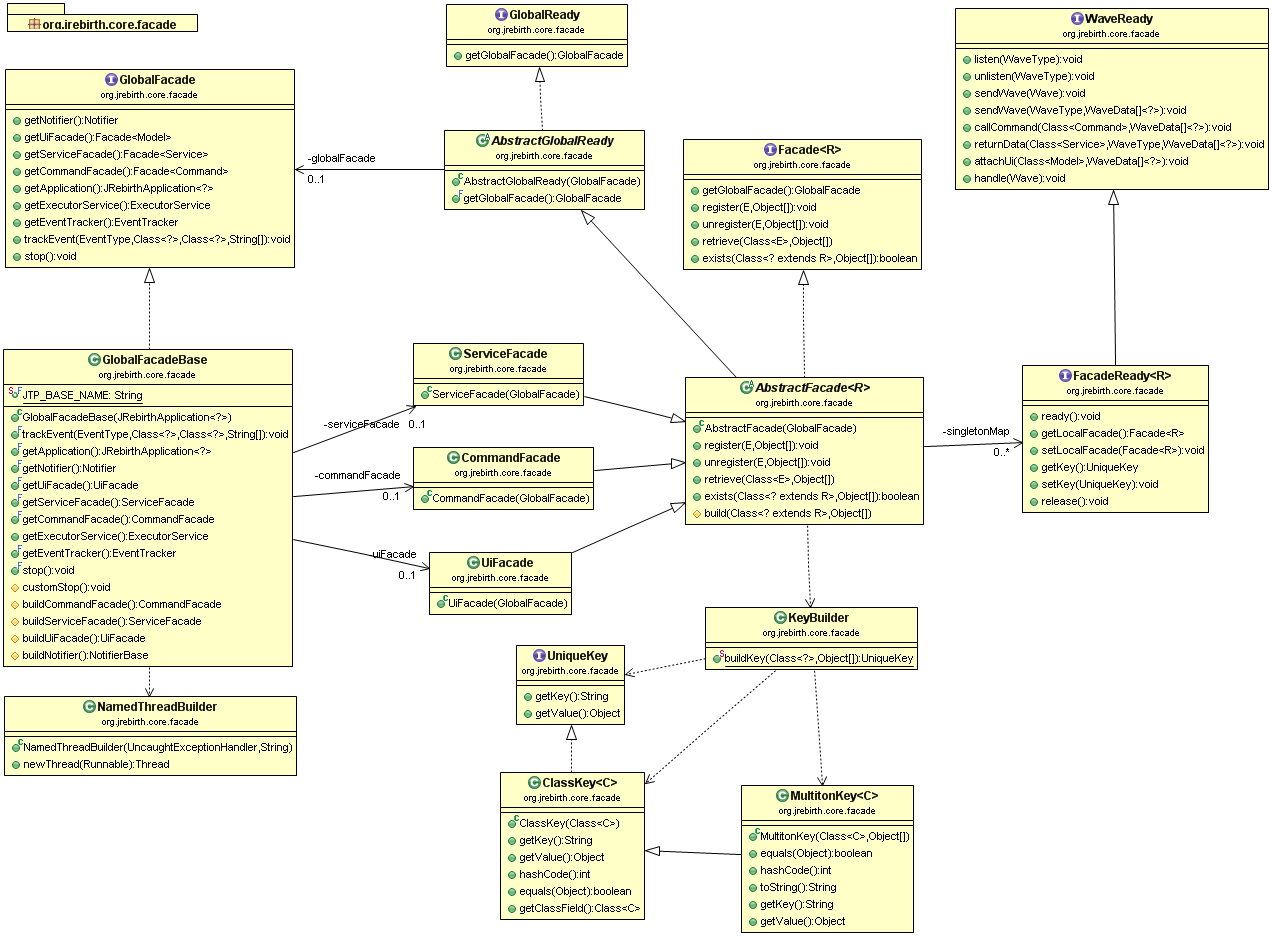 org.jrebirth.core.facade
GlobalReady
org.jrebirth.core.facade
getGlobalFacade():GlobalFacade
WaveReady
org.jrebirth.core.facade
listen(WaveType):void
unlisten(WaveType):void
sendWave(Wave):void
sendWave(WaveType,WaveData[]<?>):void
callCommand(Class<Command>,WaveData[]<?>):void
returnData(Class<Service>,WaveType,WaveData[]<?>):void
attachUi(Class<Model>,WaveData[]<?>):void
handle(Wave):void
GlobalFacade
org.jrebirth.core.facade
getNotifier():Notifier
getUiFacade():Facade<Model>
getServiceFacade():Facade<Service>
getCommandFacade():Facade<Command>
getApplication():JRebirthApplication<?>
getExecutorService():ExecutorService
getEventTracker():EventTracker
trackEvent(EventType,Class<?>,Class<?>,String[]):void
stop():void
-globalFacade
0..1
AbstractGlobalReady
org.jrebirth.core.facade
AbstractGlobalReady(GlobalFacade)
getGlobalFacade():GlobalFacade
Facade<R>
org.jrebirth.core.facade
getGlobalFacade():GlobalFacade
register(E,Object[]):void
unregister(E,Object[]):void
retrieve(Class<E>,Object[])
exists(Class<? extends R>,Object[]):boolean
GlobalFacadeBase
org.jrebirth.core.facade
JTP_BASE_NAME: String
GlobalFacadeBase(JRebirthApplication<?>)
trackEvent(EventType,Class<?>,Class<?>,String[]):void
getApplication():JRebirthApplication<?>
getNotifier():Notifier
getUiFacade():UiFacade
getServiceFacade():ServiceFacade
getCommandFacade():CommandFacade
getExecutorService():ExecutorService
getEventTracker():EventTracker
stop():void
customStop():void
buildCommandFacade():CommandFacade
buildServiceFacade():ServiceFacade
buildUiFacade():UiFacade
buildNotifier():NotifierBase
-serviceFacade
0..1
-commandFacade
0..1
uiFacade
0..1
ServiceFacade
org.jrebirth.core.facade
ServiceFacade(GlobalFacade)
CommandFacade
org.jrebirth.core.facade
CommandFacade(GlobalFacade)
UiFacade
org.jrebirth.core.facade
UiFacade(GlobalFacade)
AbstractFacade<R>
org.jrebirth.core.facade
AbstractFacade(GlobalFacade)
register(E,Object[]):void
unregister(E,Object[]):void
retrieve(Class<E>,Object[])
exists(Class<? extends R>,Object[]):boolean
build(Class<? extends R>,Object[])
-singletonMap
0..*
FacadeReady<R>
org.jrebirth.core.facade
ready():void
getLocalFacade():Facade<R>
setLocalFacade(Facade<R>):void
getKey():UniqueKey
setKey(UniqueKey):void
release():void
KeyBuilder
org.jrebirth.core.facade
buildKey(Class<?>,Object[]):UniqueKey
UniqueKey
org.jrebirth.core.facade
getKey():String
getValue():Object
NamedThreadBuilder
org.jrebirth.core.facade
NamedThreadBuilder(UncaughtExceptionHandler,String)
newThread(Runnable):Thread
ClassKey<C>
org.jrebirth.core.facade
ClassKey(Class<C>)
getKey():String
getValue():Object
hashCode():int
equals(Object):boolean
getClassField():Class<C>
MultitonKey<C>
org.jrebirth.core.facade
MultitonKey(Class<C>,Object[])
equals(Object):boolean
hashCode():int
toString():String
getKey():String
getValue():Object